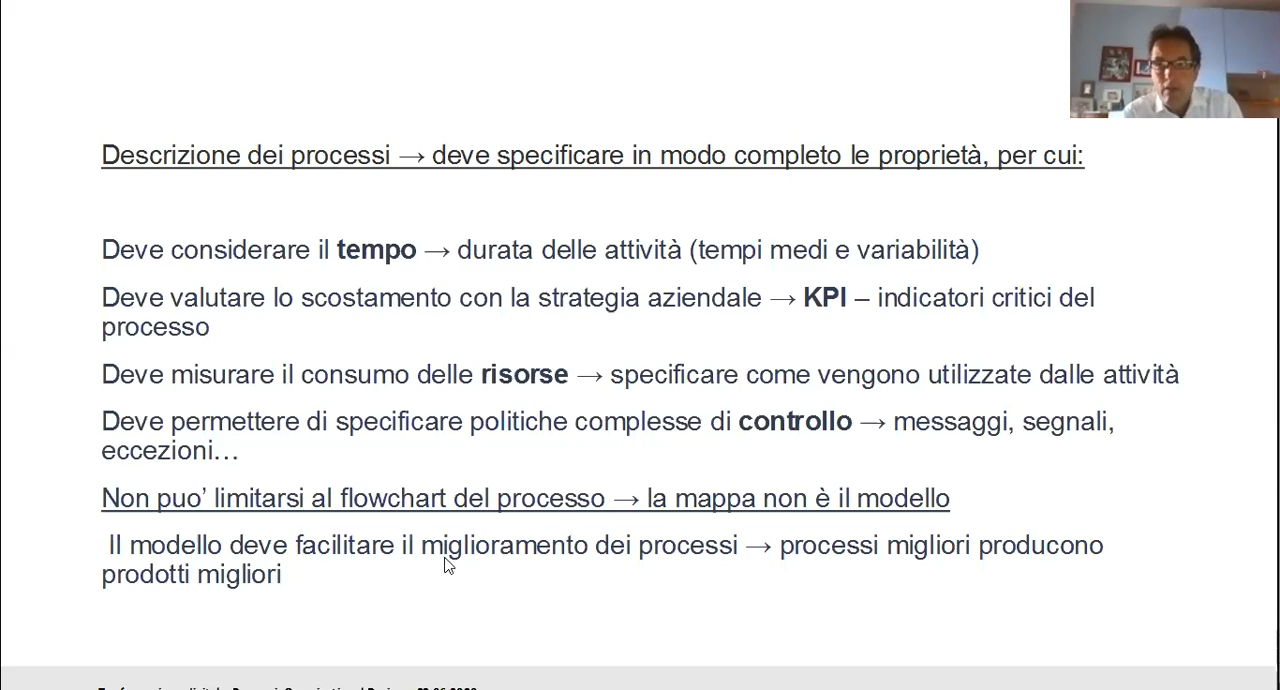 Descrizione dei processi → deve specificare in modo completo le proprietà, per cui:
Deve considerare il tempo → durata delle attività (tempi medi e variabilità)
Deve valutare lo scostamento con la strategia aziendale → KPI – indicatori critici del
processo
Deve misurare il consumo delle risorse → specificare come vengono utilizzate dalle attività
Deve permettere di specificare politiche complesse di controllo → messaggi, segnali,
eccezioni…
Non puo’ limitarsi al flowchart del processo → la mappa non è il modello
Il modello deve facilitare il miglioramento dei processi → processi migliori producono
prodotti migliori